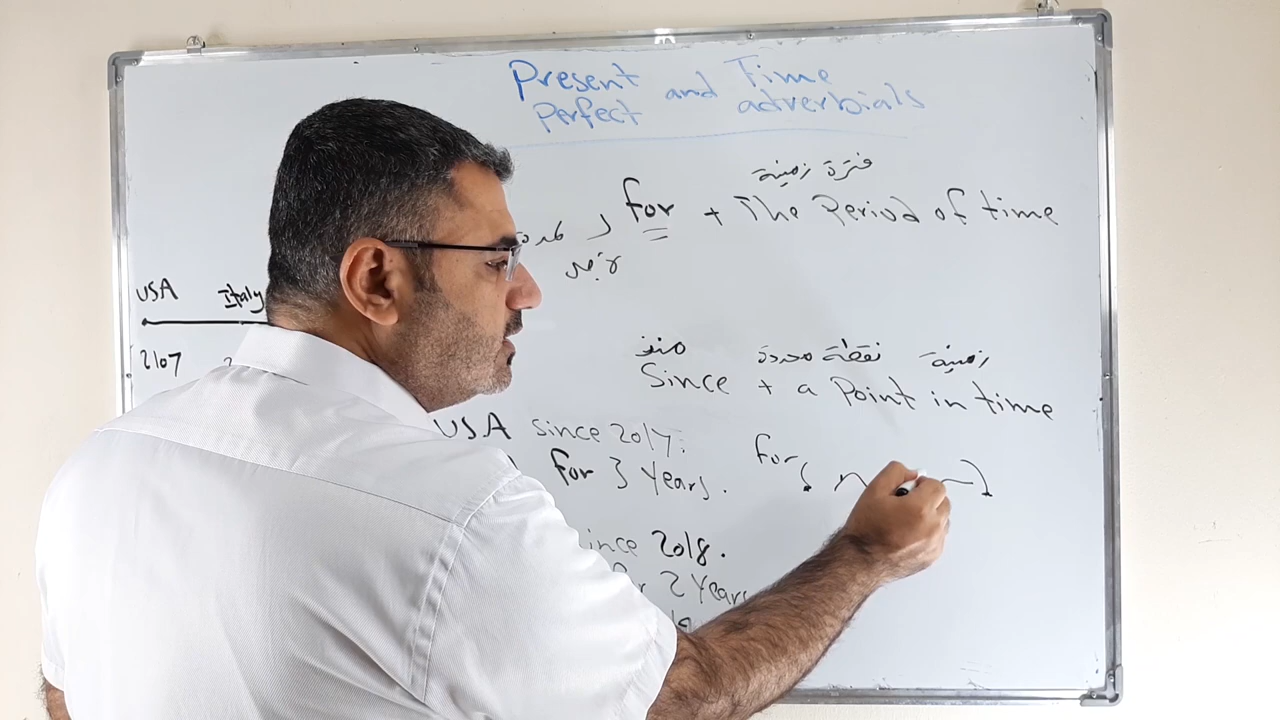 Present and Time
Perfect adverbials
فترة زمنية
for + The Period of time
USA Italy
2107
منذ نقطة محددة زمنية
Since + a Point in time
USA since 2017.
for 3 Years.
for
since 2018.
2 Years